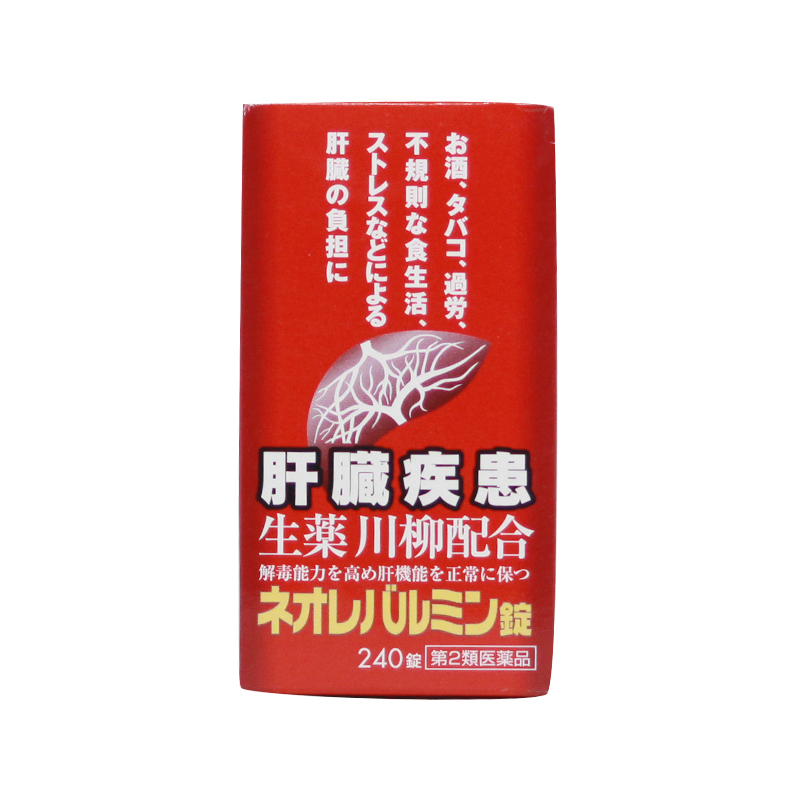 お酒、タバコ、過労、
不規則な食生活、
ストレスなどによる
肝臓の負担に
肝臓疾患
生薬 川柳配合
解毒能力を高め肝機能を正常に保つ
ネオレバルミン錠
240錠 第2類医薬品